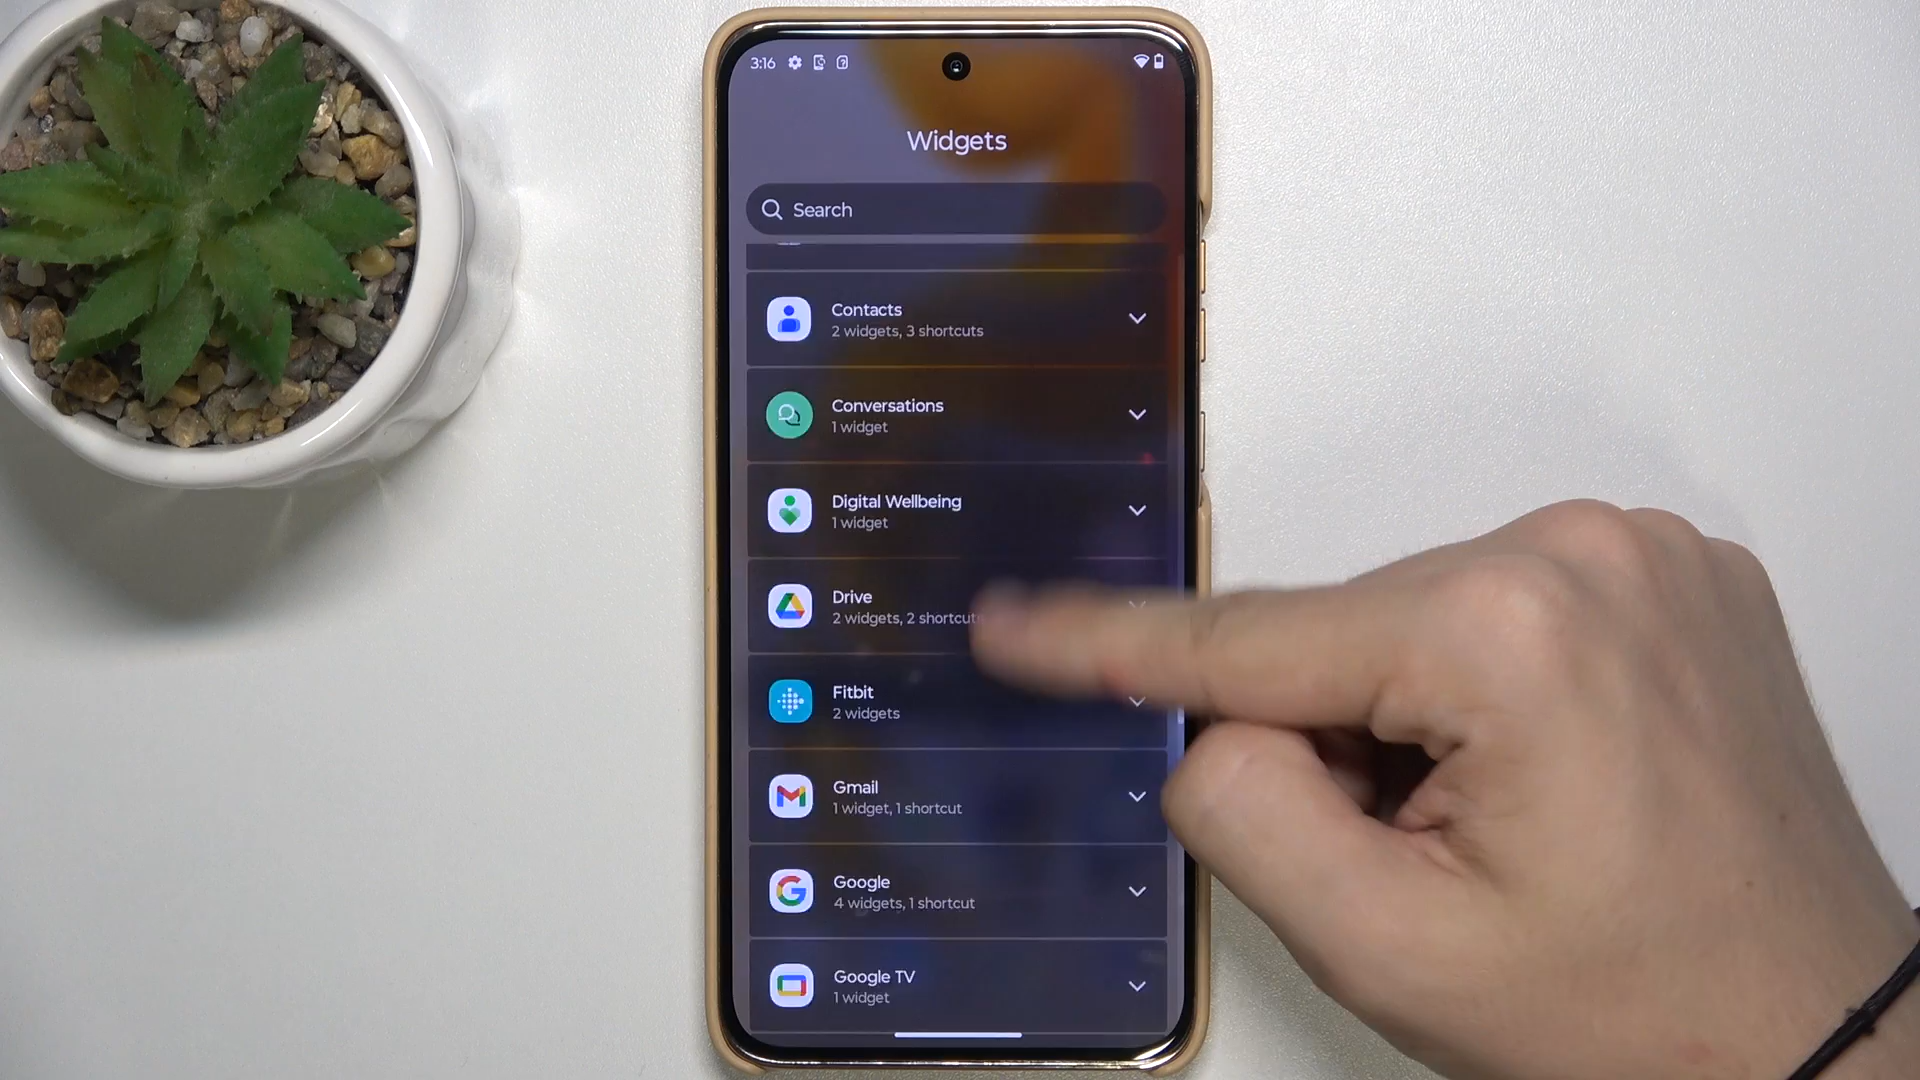 3:16
Widgets
Search
Contacts
2 widgets, 3 shortcuts
Conversations
1 widget
Digital Wellbeing
1 widget
Drive
2 widgets, 2 shortcuts
Fitbit
2 widgets
Gmail
1 widget, 1 shortcut
Google
4 widgets, 1 shortcut
Google TV
1 widget